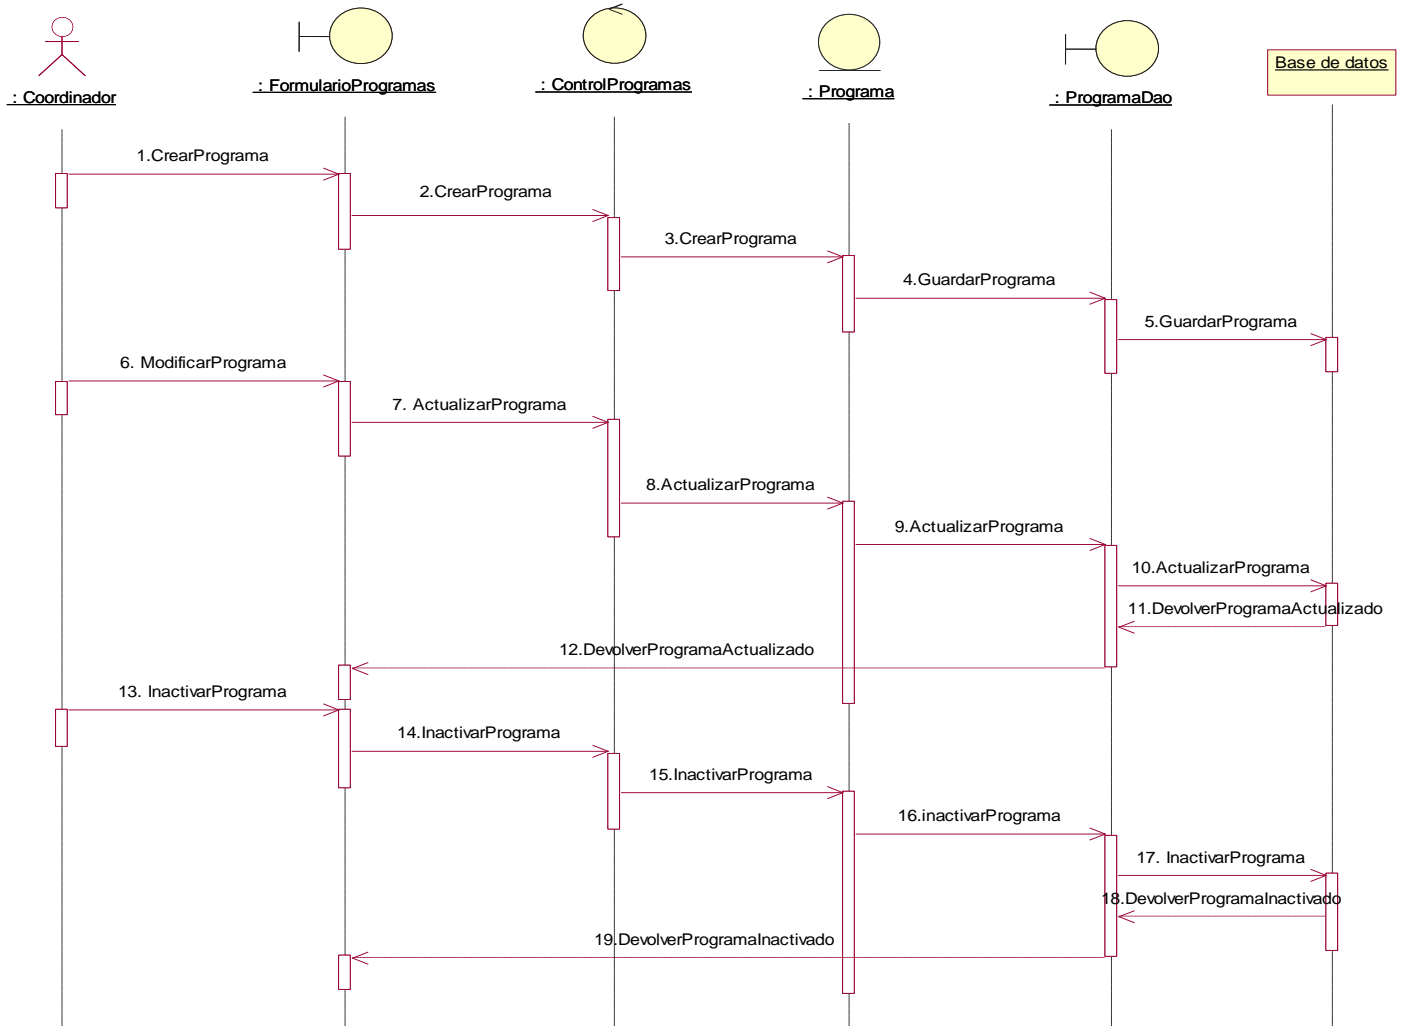 : Coordinador
: FormularioProgramas
: ControlProgramas
: Programa
: ProgramaDao
Base de datos
1.CrearPrograma
2.CrearPrograma
3.CrearPrograma
4.GuardarPrograma
5.GuardarPrograma
6. ModificarPrograma
7. ActualizarPrograma
8.ActualizarPrograma
9.ActualizarPrograma
10.ActualizarPrograma
11.DevolverProgramaActualizado
12.DevolverProgramaActualizado
13. InactivarPrograma
14.InactivarPrograma
15.InactivarPrograma
16.inactivarPrograma
17. InactivarPrograma
18.DevolverProgramaInactivado
19.DevolverProgramaInactivado